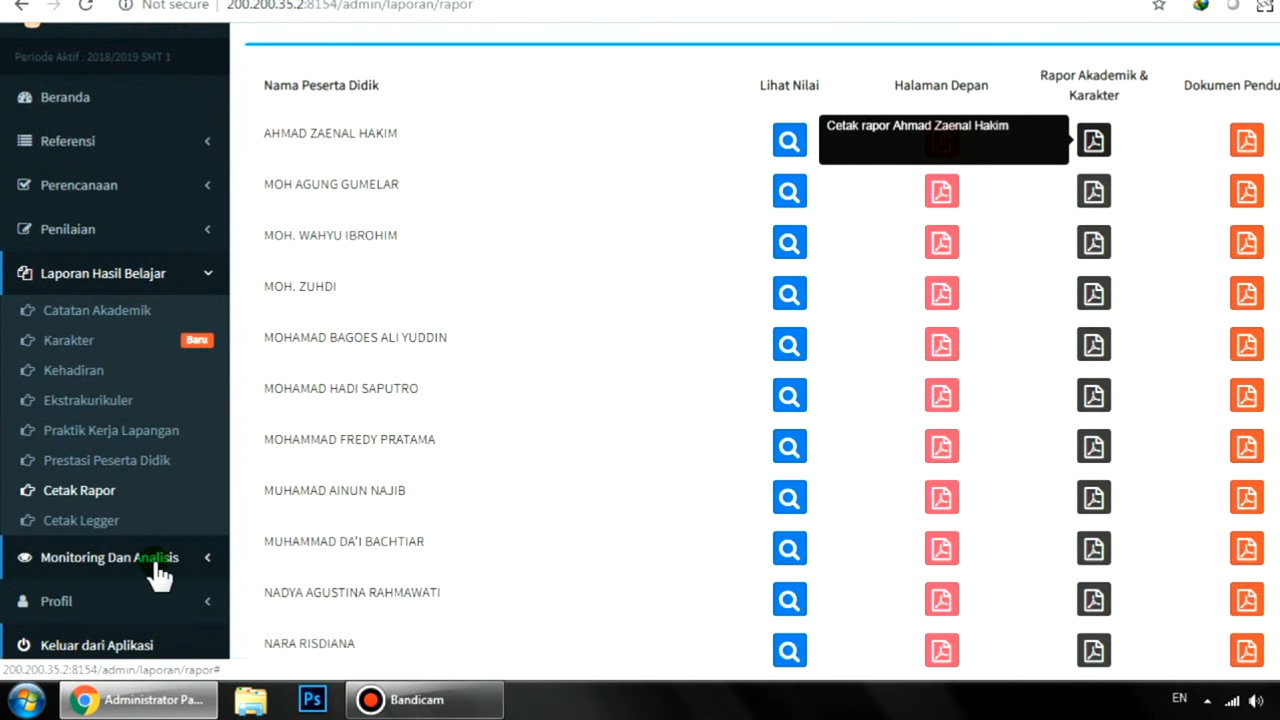 Not secure
200.200.35.2:8154/admin/laporan/rapor
Periode Aktif : 2018/2019 SMT 1
Beranda
Referensi
Perencanaan
Penilaian
Laporan Hasil Belajar
Catatan Akademik
Karakter
Baru
Kehadiran
Ekstrakurikuler
Praktik Kerja Lapangan
Prestasi Peserta Didik
Cetak Rapor
Cetak Legger
Monitoring Dan Analisis
Profil
Keluar dari Aplikasi
200.200.35.2:8154/admin/laporan/rapor#
Nama Peserta Didik
Lihat Nilai
Halaman Depan
Rapor Akademik &
Karakter
Dokumen Pendu
AHMAD ZAENAL HAKIM
Cetak rapor Ahmad Zaenal Hakim
MOH AGUNG GUMELAR
MOH. WAHYU IBROHIM
MOH. ZUHDI
MOHAMAD BAGOES ALI YUDDIN
MOHAMAD HADI SAPUTRO
MOHAMMAD FREDY PRATAMA
MUHAMAD AINUN NAJIB
MUHAMMAD DA'I BACHTIAR
NADYA AGUSTINA RAHMAWATI
NARA RISDIANA
Administrator Pa...
Ps
Bandicam
EN